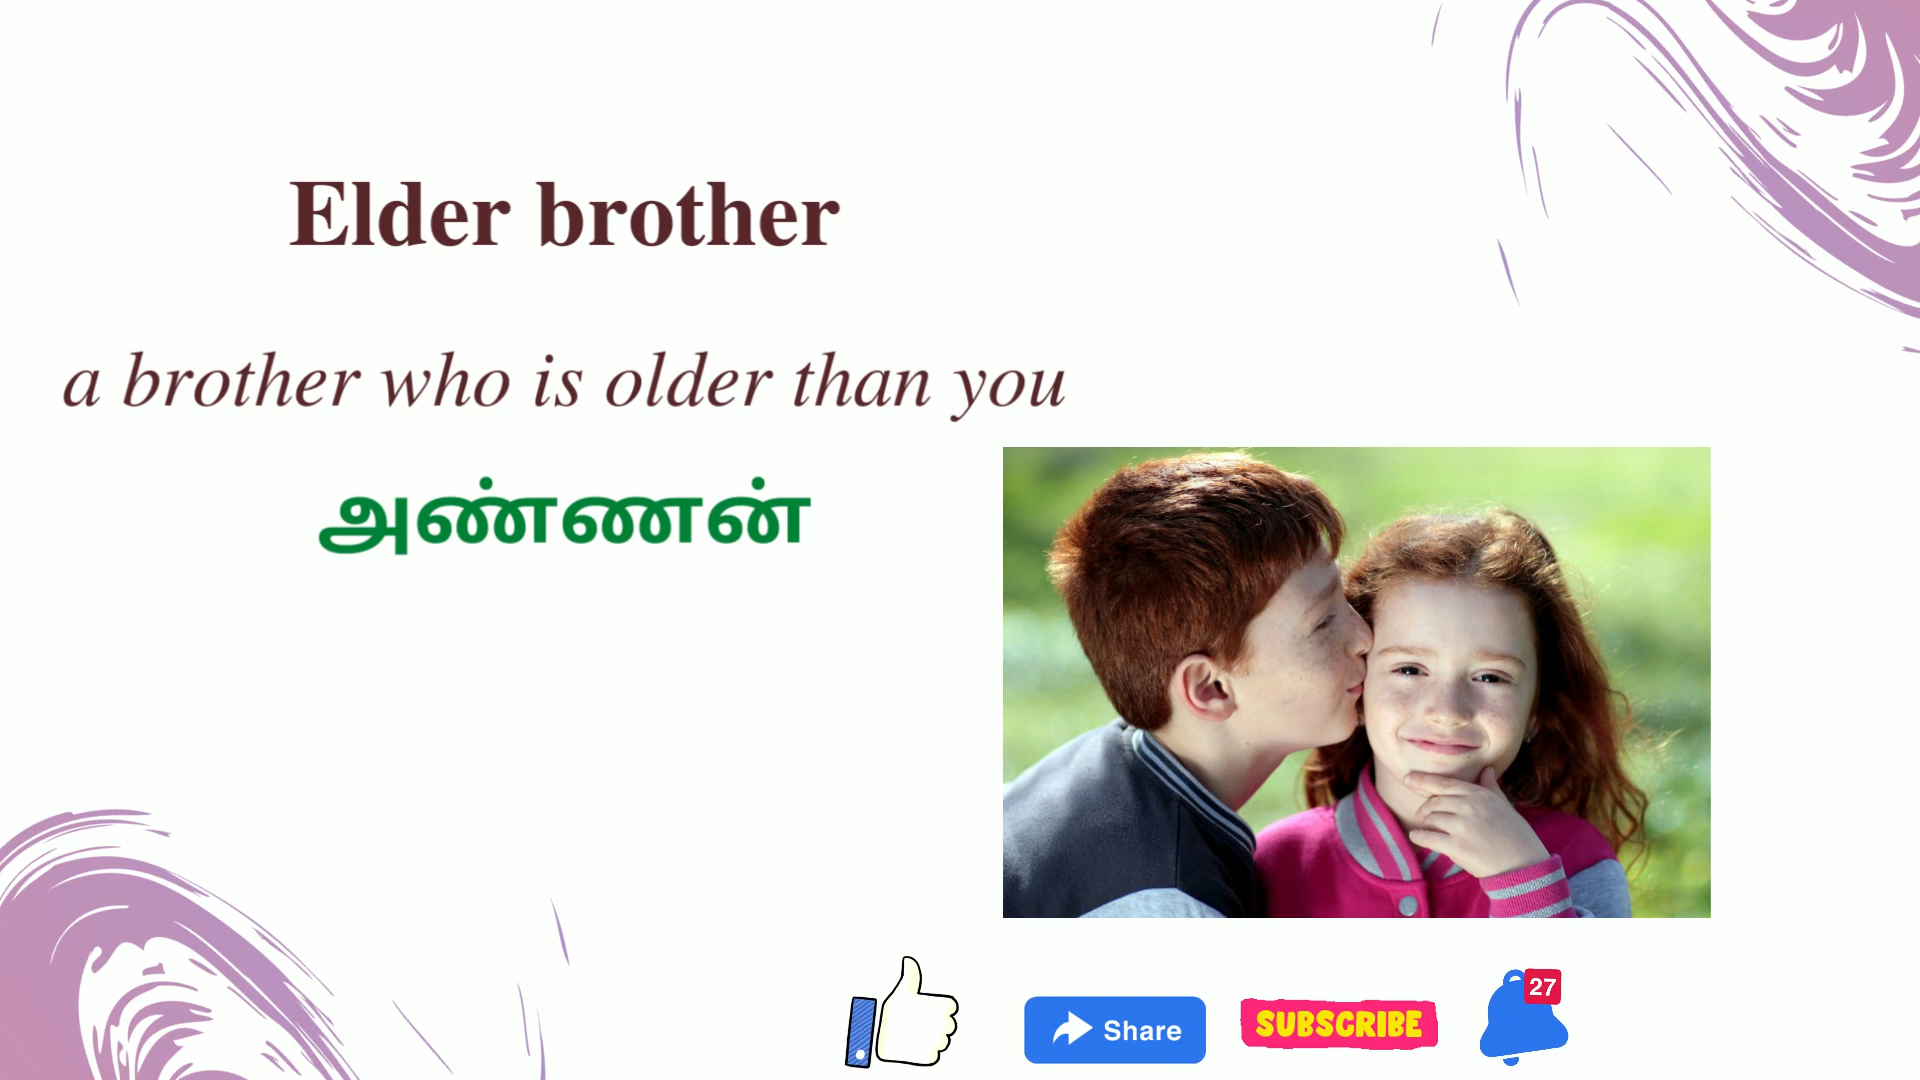 Elder brother
a brother who is older than you
அண்ணன்
Share
SUBSCRIBE
27